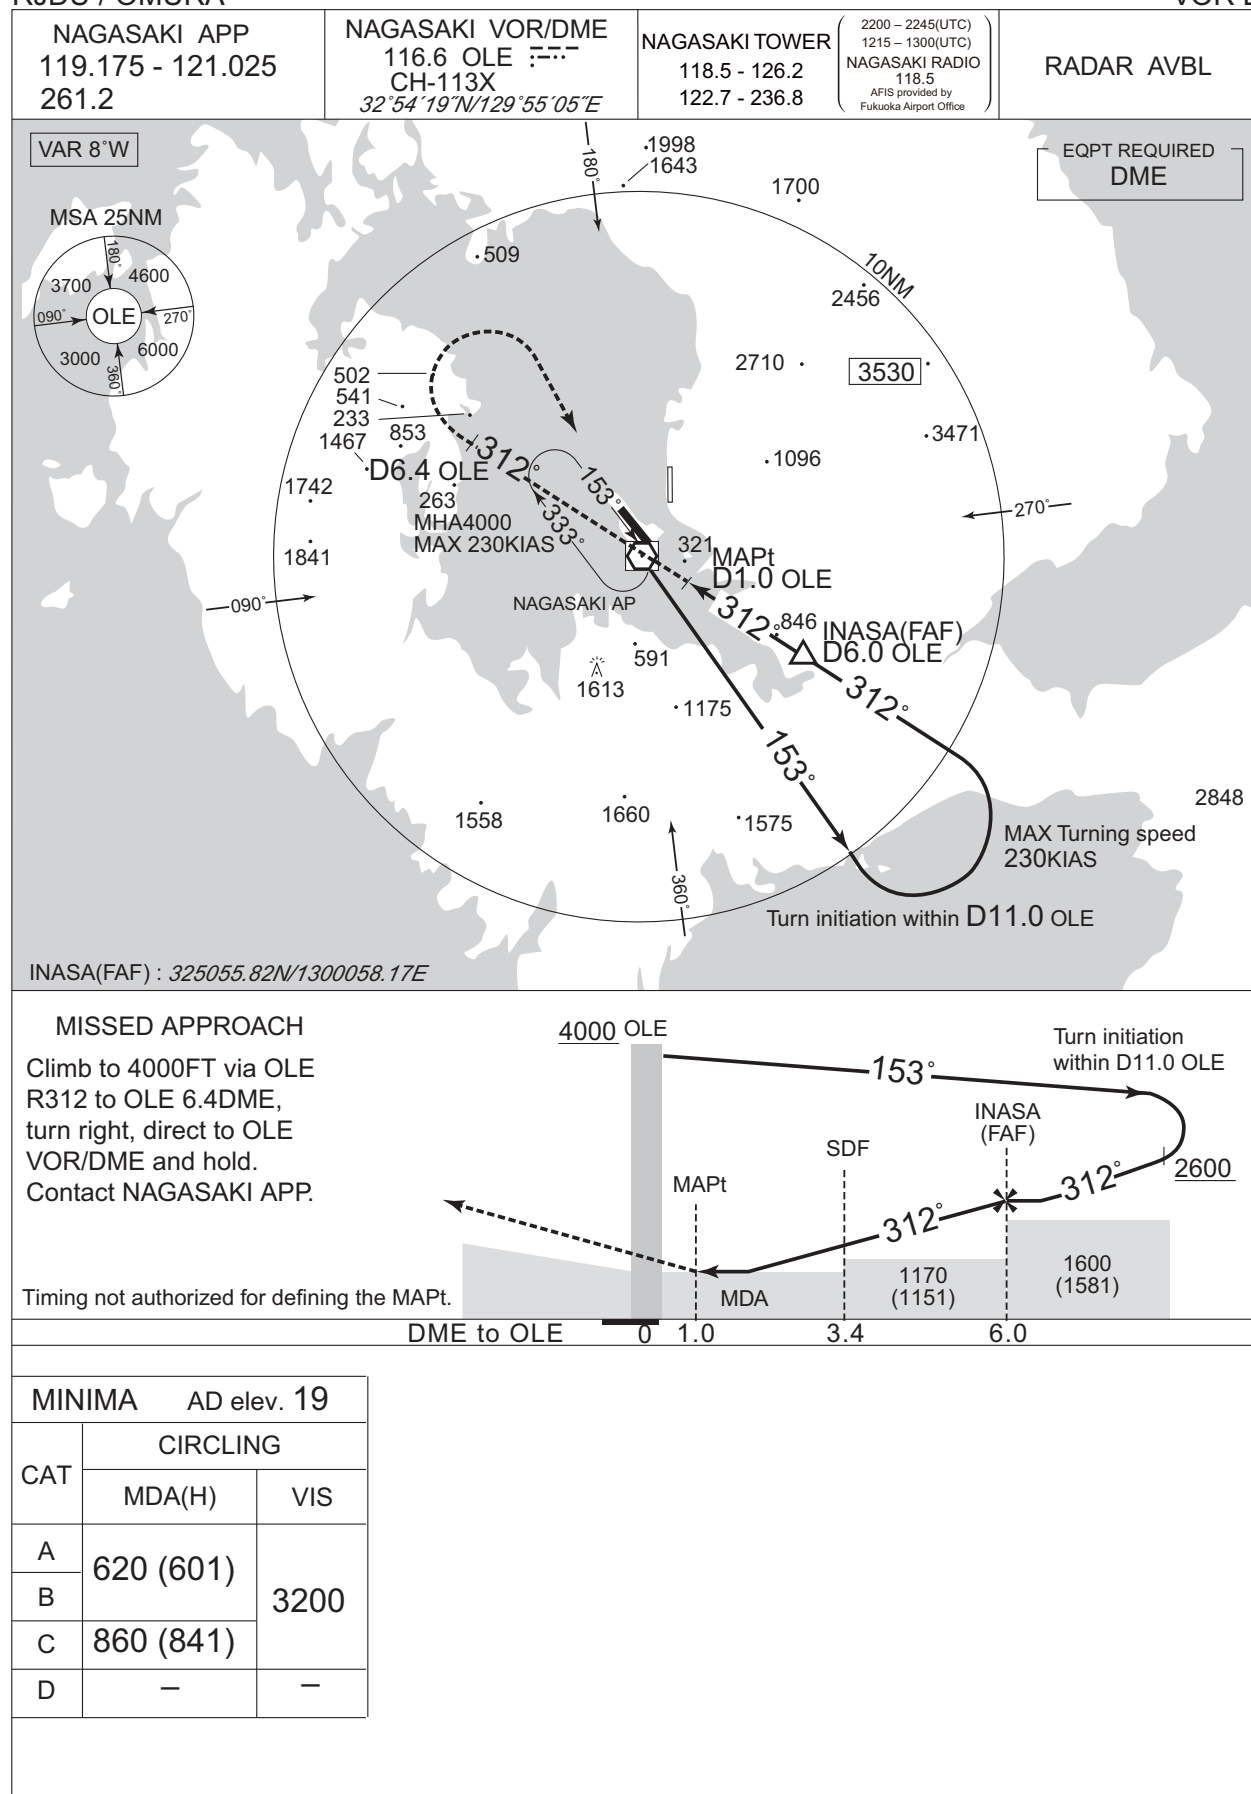 NAGASAKI APP
119.175 - 121.025
261.2
NAGASAKI VOR/DME
116.6 OLE
CH-113X
32°54´19˝N/129°55´05˝E
NAGASAKI TOWER
118.5 - 126.2
122.7 - 236.8
2200 – 2245(UTC)
1215 – 1300(UTC)
NAGASAKI RADIO
118.5
AFIS provided by
Fukuoka Airport Office
RADAR AVBL
VAR 8°W
EQPT REQUIRED
DME
MSA 25NM
180°
3700
4600
090°
OLE
270°
3000
6000
360°
180°
1998
1643
1700
509
10NM
2456
2710
3530
502
541
233
1467
853
312°
D6.4 OLE
3471
1096
153°
1742
263
333°
MHA4000
MAX 230KIAS
270°
1841
321
MAPt
D1.0 OLE
NAGASAKI AP
090°
312°
846
INASA(FAF)
D6.0 OLE
591
1613
312°
1175
153°
2848
1558
1660
1575
MAX Turning speed
230KIAS
360°
Turn initiation within D11.0 OLE
INASA(FAF) : 325055.82N/1300058.17E
MISSED APPROACH
Climb to 4000FT via OLE
R312 to OLE 6.4DME,
turn right, direct to OLE
VOR/DME and hold.
Contact NAGASAKI APP.
4000 OLE
Turn initiation
within D11.0 OLE
153°
INASA
(FAF)
SDF
2600
MAPt
312°
312°
1600
(1581)
1170
(1151)
MDA
Timing not authorized for defining the MAPt.
DME to OLE 0 1.0 3.4 6.0
MINIMA AD elev. 19
CAT
CIRCLING
MDA(H) VIS
A
620 (601)
B
3200
C 860 (841)
D – –